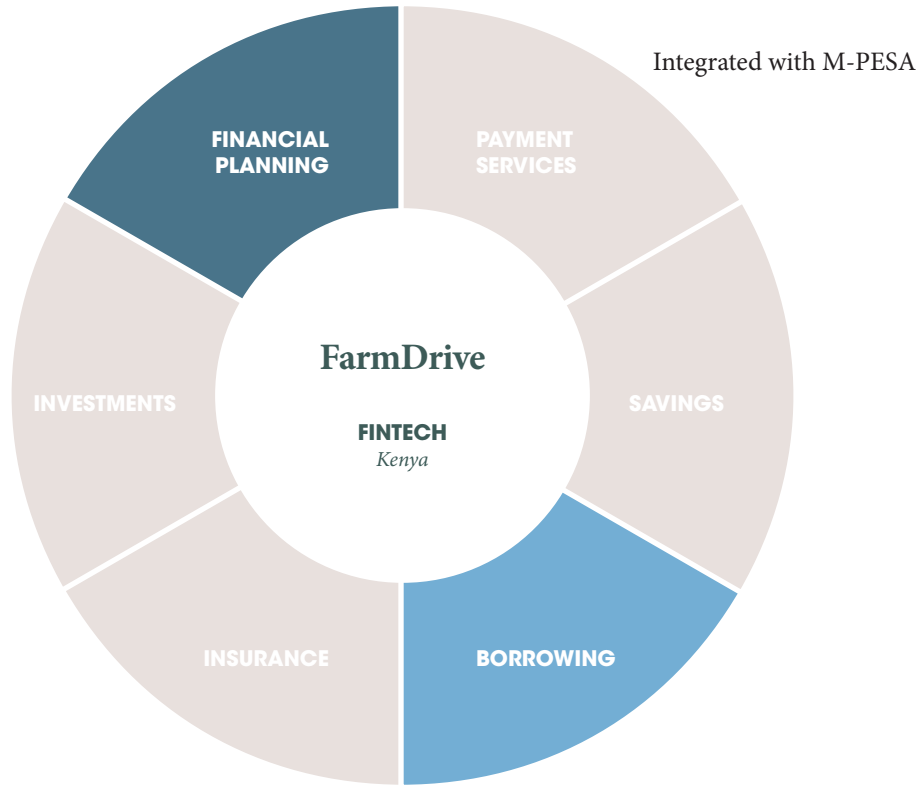 Integrated with M-PESA
FINANCIAL
PLANNING
PAYMENT
SERVICES
FarmDrive
INVESTMENTS
SAVINGS
FINTECH
Kenya
INSURANCE
BORROWING